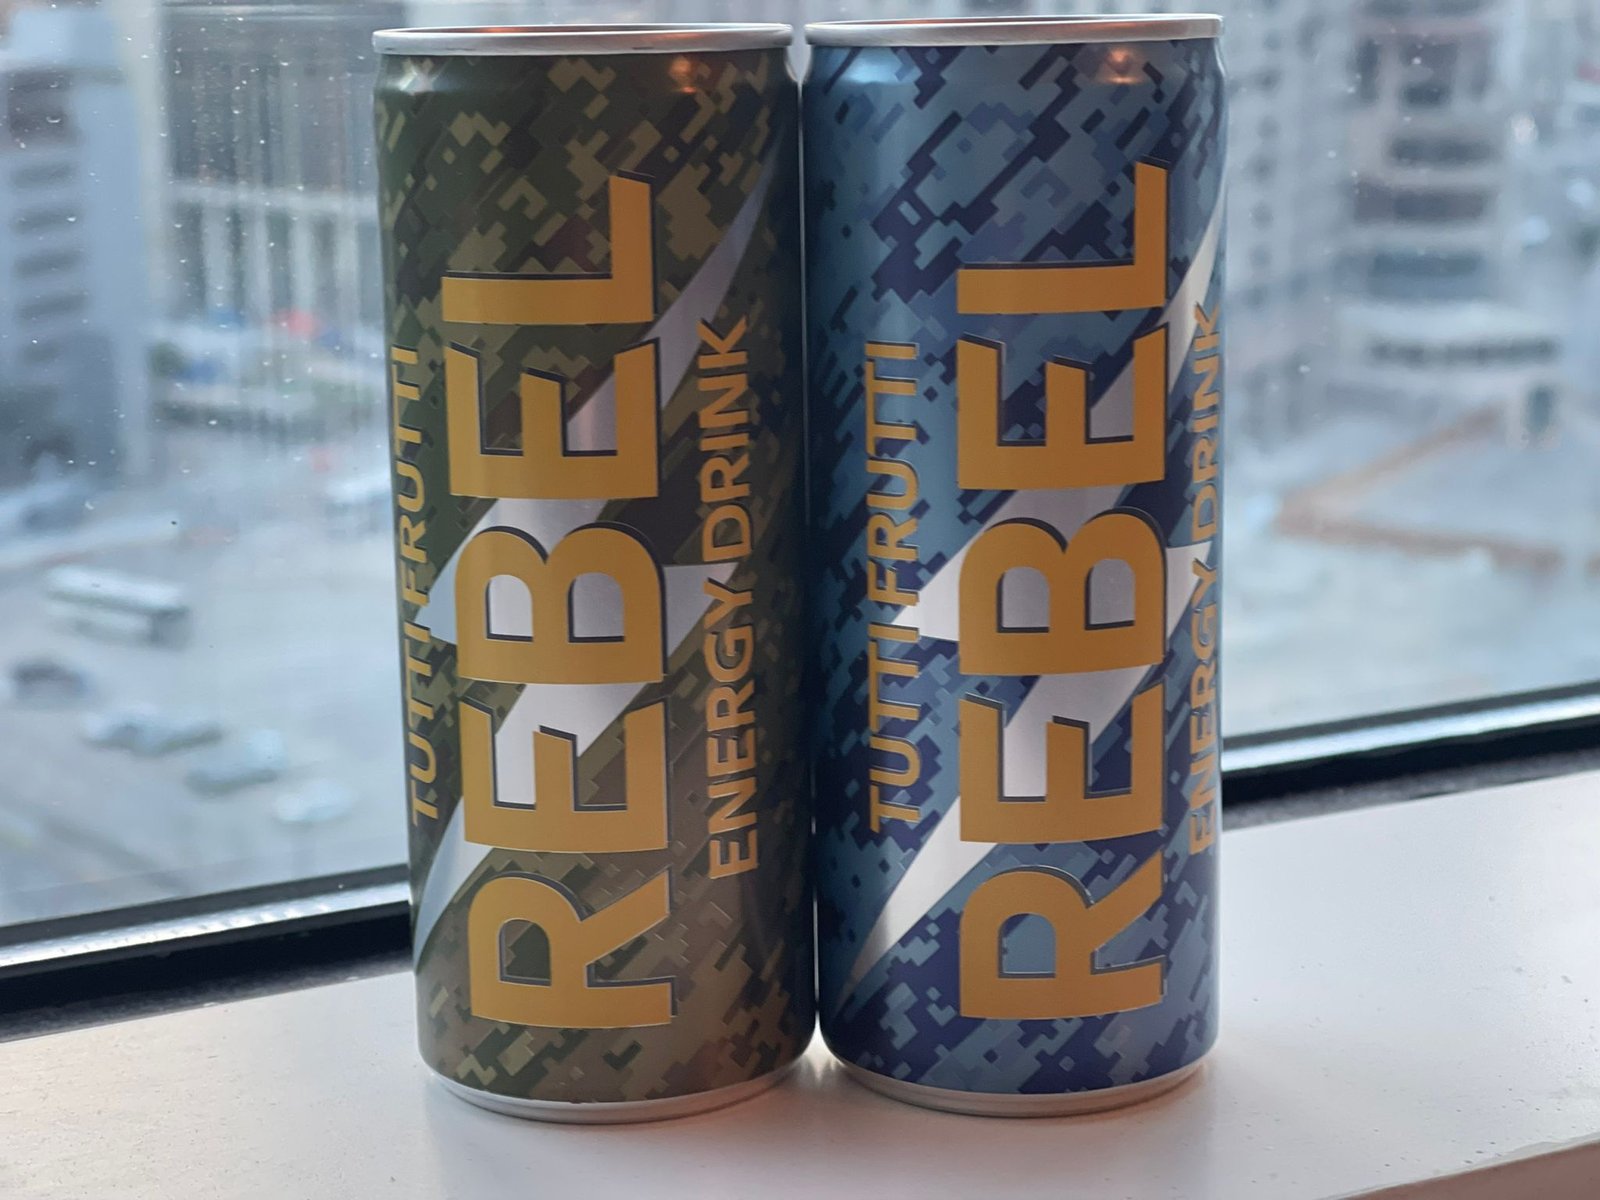 TUTTI FRUTTI
REBEL
ENERGY DRINK
TUTTI FRUTTI
REBEL
ENERGY DRINK